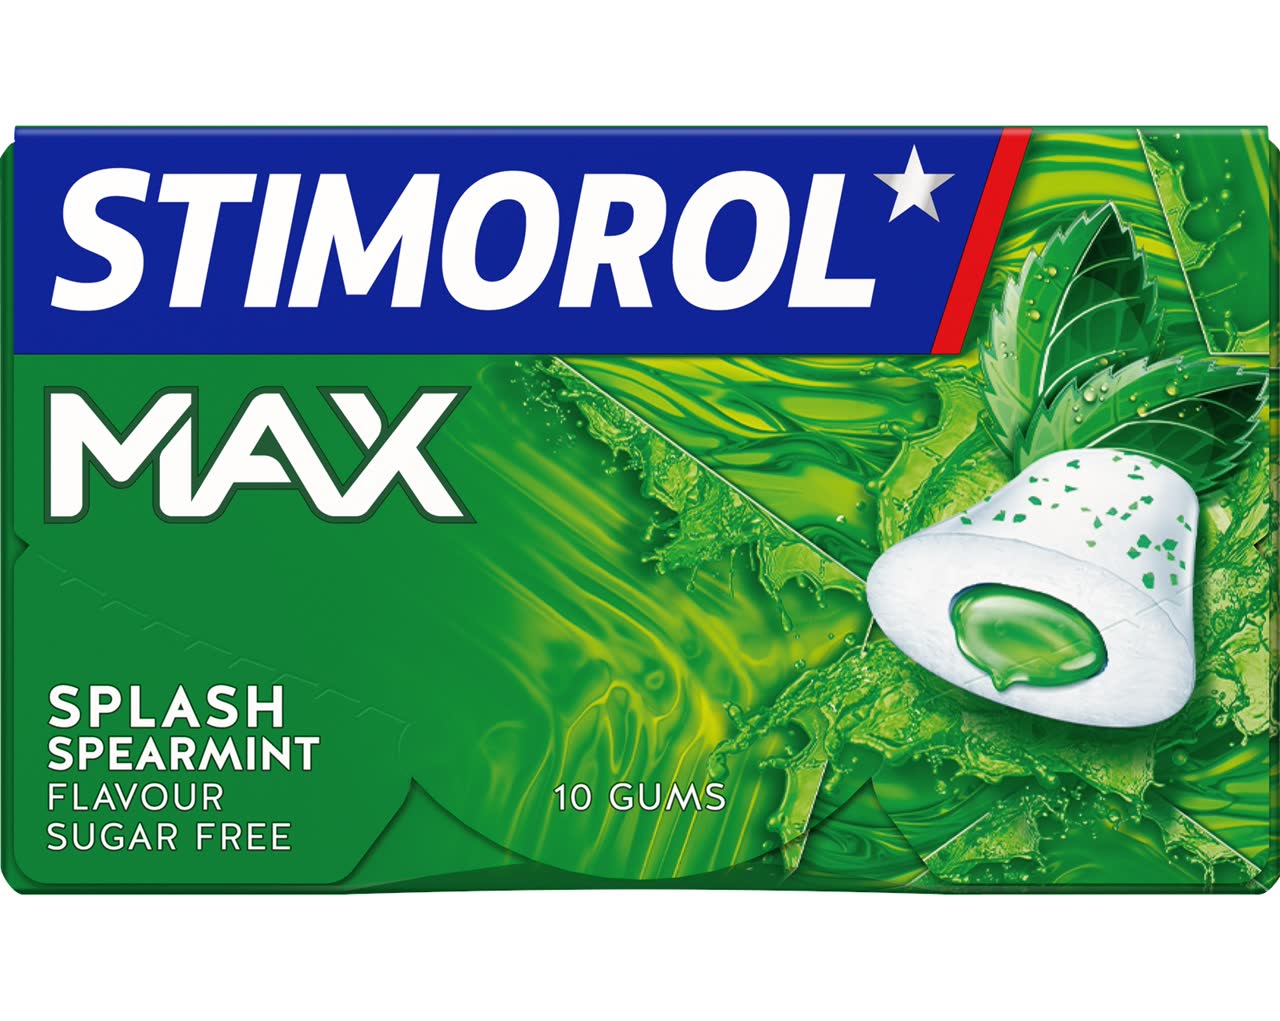 STIMOROL
MAX
SPLASH
SPEARMINT
FLAVOUR
SUGAR FREE
10 GUMS